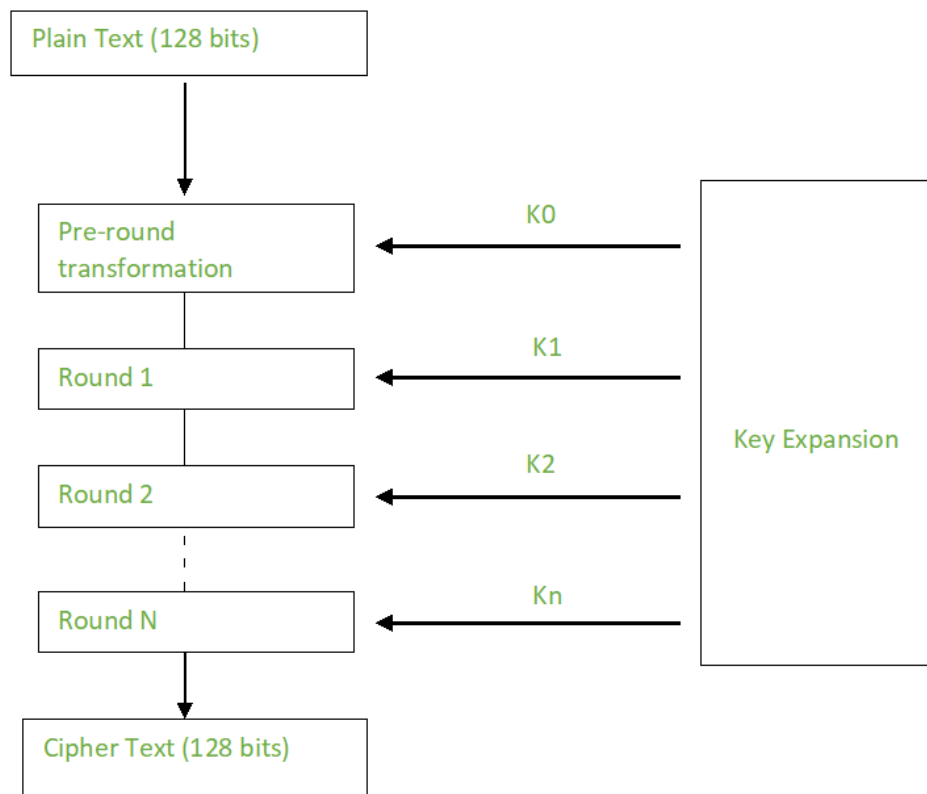 Plain Text (128 bits)
K0
Pre-round
transformation
K1
Round 1
Key Expansion
K2
Round 2
Kn
Round N
Cipher Text (128 bits)